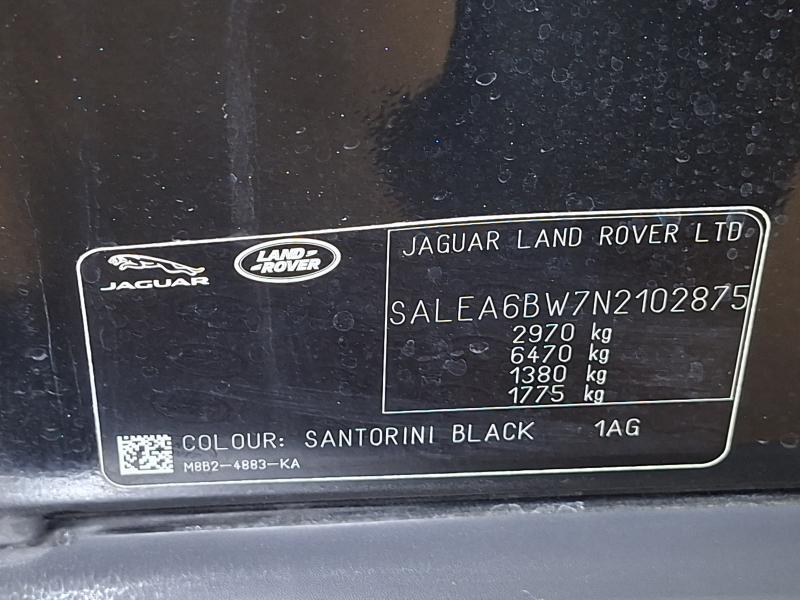 JAGUAR
LAND ROVER
JAGUAR LAND ROVER LTD
SALEA6BW7N2102875
2970 kg
6470 kg
1380 kg
1775 kg
COLOUR: SANTORINI BLACK 1AG
M8B2-4883-KA